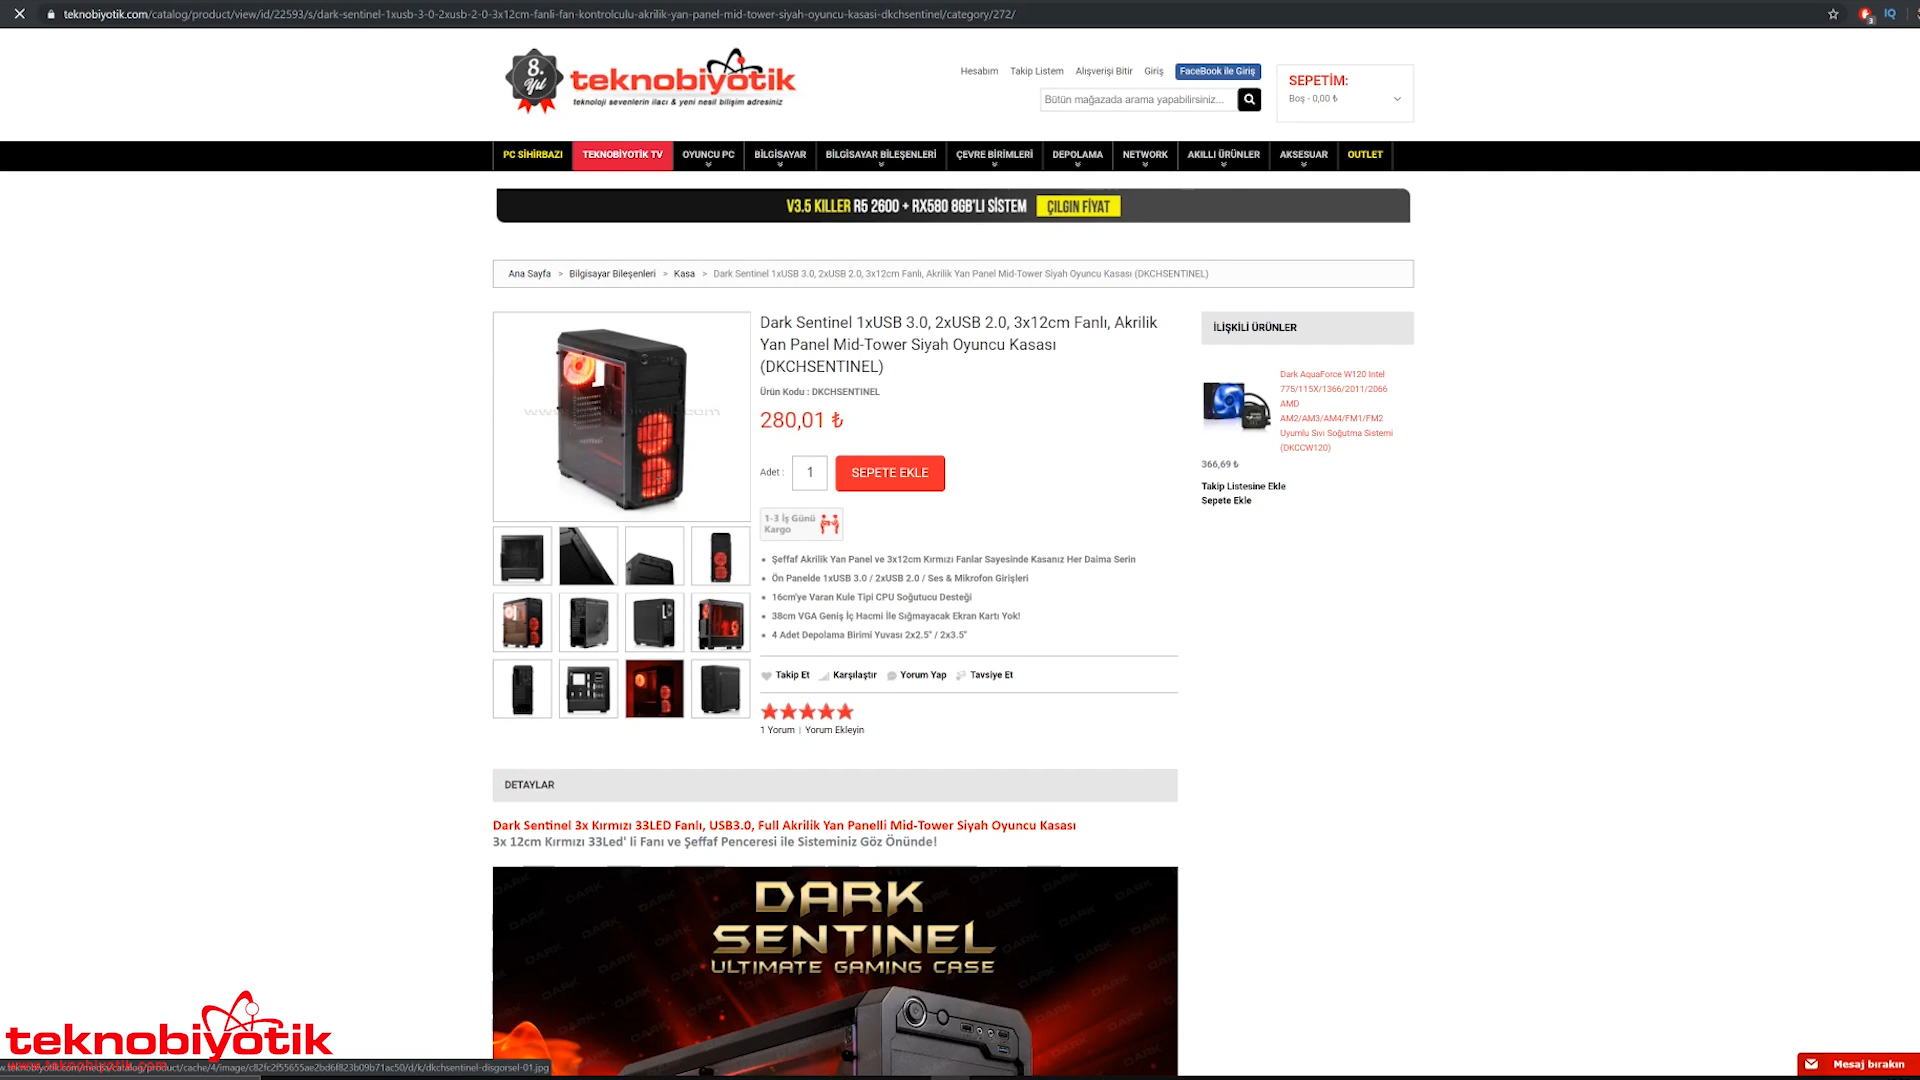 teknobiyotik.com/catalog/product/view/id/22593/s/dark-sentinel-1xusb-3-0-2xusb-2-0-3x12cm-fanli-fan-kontrolculu-akrilik-yan-panel-mid-tower-siyah-oyuncu-kasasi-dkchsentinel/category/272/
3
IQ
8.
Yıl
teknobiyotik
teknoloji sevenlerin ilacı & yeni nesil bilişim adresiniz
Hesabım Takip Listem Alışverişi Bitir Giriş FaceBook ile Giriş
Bütün mağazada arama yapabilirsiniz...
SEPETİM:
Boş - 0,00 ₺
PC SİHİRBAZI TEKNOBİYOTİK TV OYUNCU PC BİLGİSAYAR BİLGİSAYAR BİLEŞENLERİ ÇEVRE BİRİMLERİ DEPOLAMA NETWORK AKILLI ÜRÜNLER AKSESUAR OUTLET
V3.5 KILLER R5 2600 + RX580 8GB'LI SİSTEM ÇILGIN FİYAT
Ana Sayfa > Bilgisayar Bileşenleri > Kasa > Dark Sentinel 1xUSB 3.0, 2xUSB 2.0, 3x12cm Fanlı, Akrilik Yan Panel Mid-Tower Siyah Oyuncu Kasası (DKCHSENTINEL)
Dark Sentinel 1xUSB 3.0, 2xUSB 2.0, 3x12cm Fanlı, Akrilik
Yan Panel Mid-Tower Siyah Oyuncu Kasası
(DKCHSENTINEL)
Ürün Kodu : DKCHSENTINEL
280,01 ₺
Adet : 1 SEPETE EKLE
1-3 İş Günü
Kargo
• Şeffaf Akrilik Yan Panel ve 3x12cm Kırmızı Fanlar Sayesinde Kasanız Her Daima Serin
• Ön Panelde 1xUSB 3.0 / 2xUSB 2.0 / Ses & Mikrofon Girişleri
• 16cm'ye Varan Kule Tipi CPU Soğutucu Desteği
• 38cm VGA Geniş İç Hacmi İle Sığmayacak Ekran Kartı Yok!
• 4 Adet Depolama Birimi Yuvası 2x2.5" / 2x3.5"
Takip Et Karşılaştır Yorum Yap Tavsiye Et
1 Yorum | Yorum Ekleyin
İLİŞKİLİ ÜRÜNLER
Dark AquaForce W120 Intel
775/115X/1366/2011/2066
AMD
AM2/AM3/AM4/FM1/FM2
Uyumlu Sıvı Soğutma Sistemi
(DKCCW120)
366,69 ₺
Takip Listesine Ekle
Sepete Ekle
DETAYLAR
Dark Sentinel 3x Kırmızı 33LED Fanlı, USB3.0, Full Akrilik Yan Panelli Mid-Tower Siyah Oyuncu Kasası
3x 12cm Kırmızı 33Led' li Fanı ve Şeffaf Penceresi ile Sisteminiz Göz Önünde!
DARK
SENTINEL
ULTIMATE GAMING CASE
teknobiyotik
Mesaj bırakın